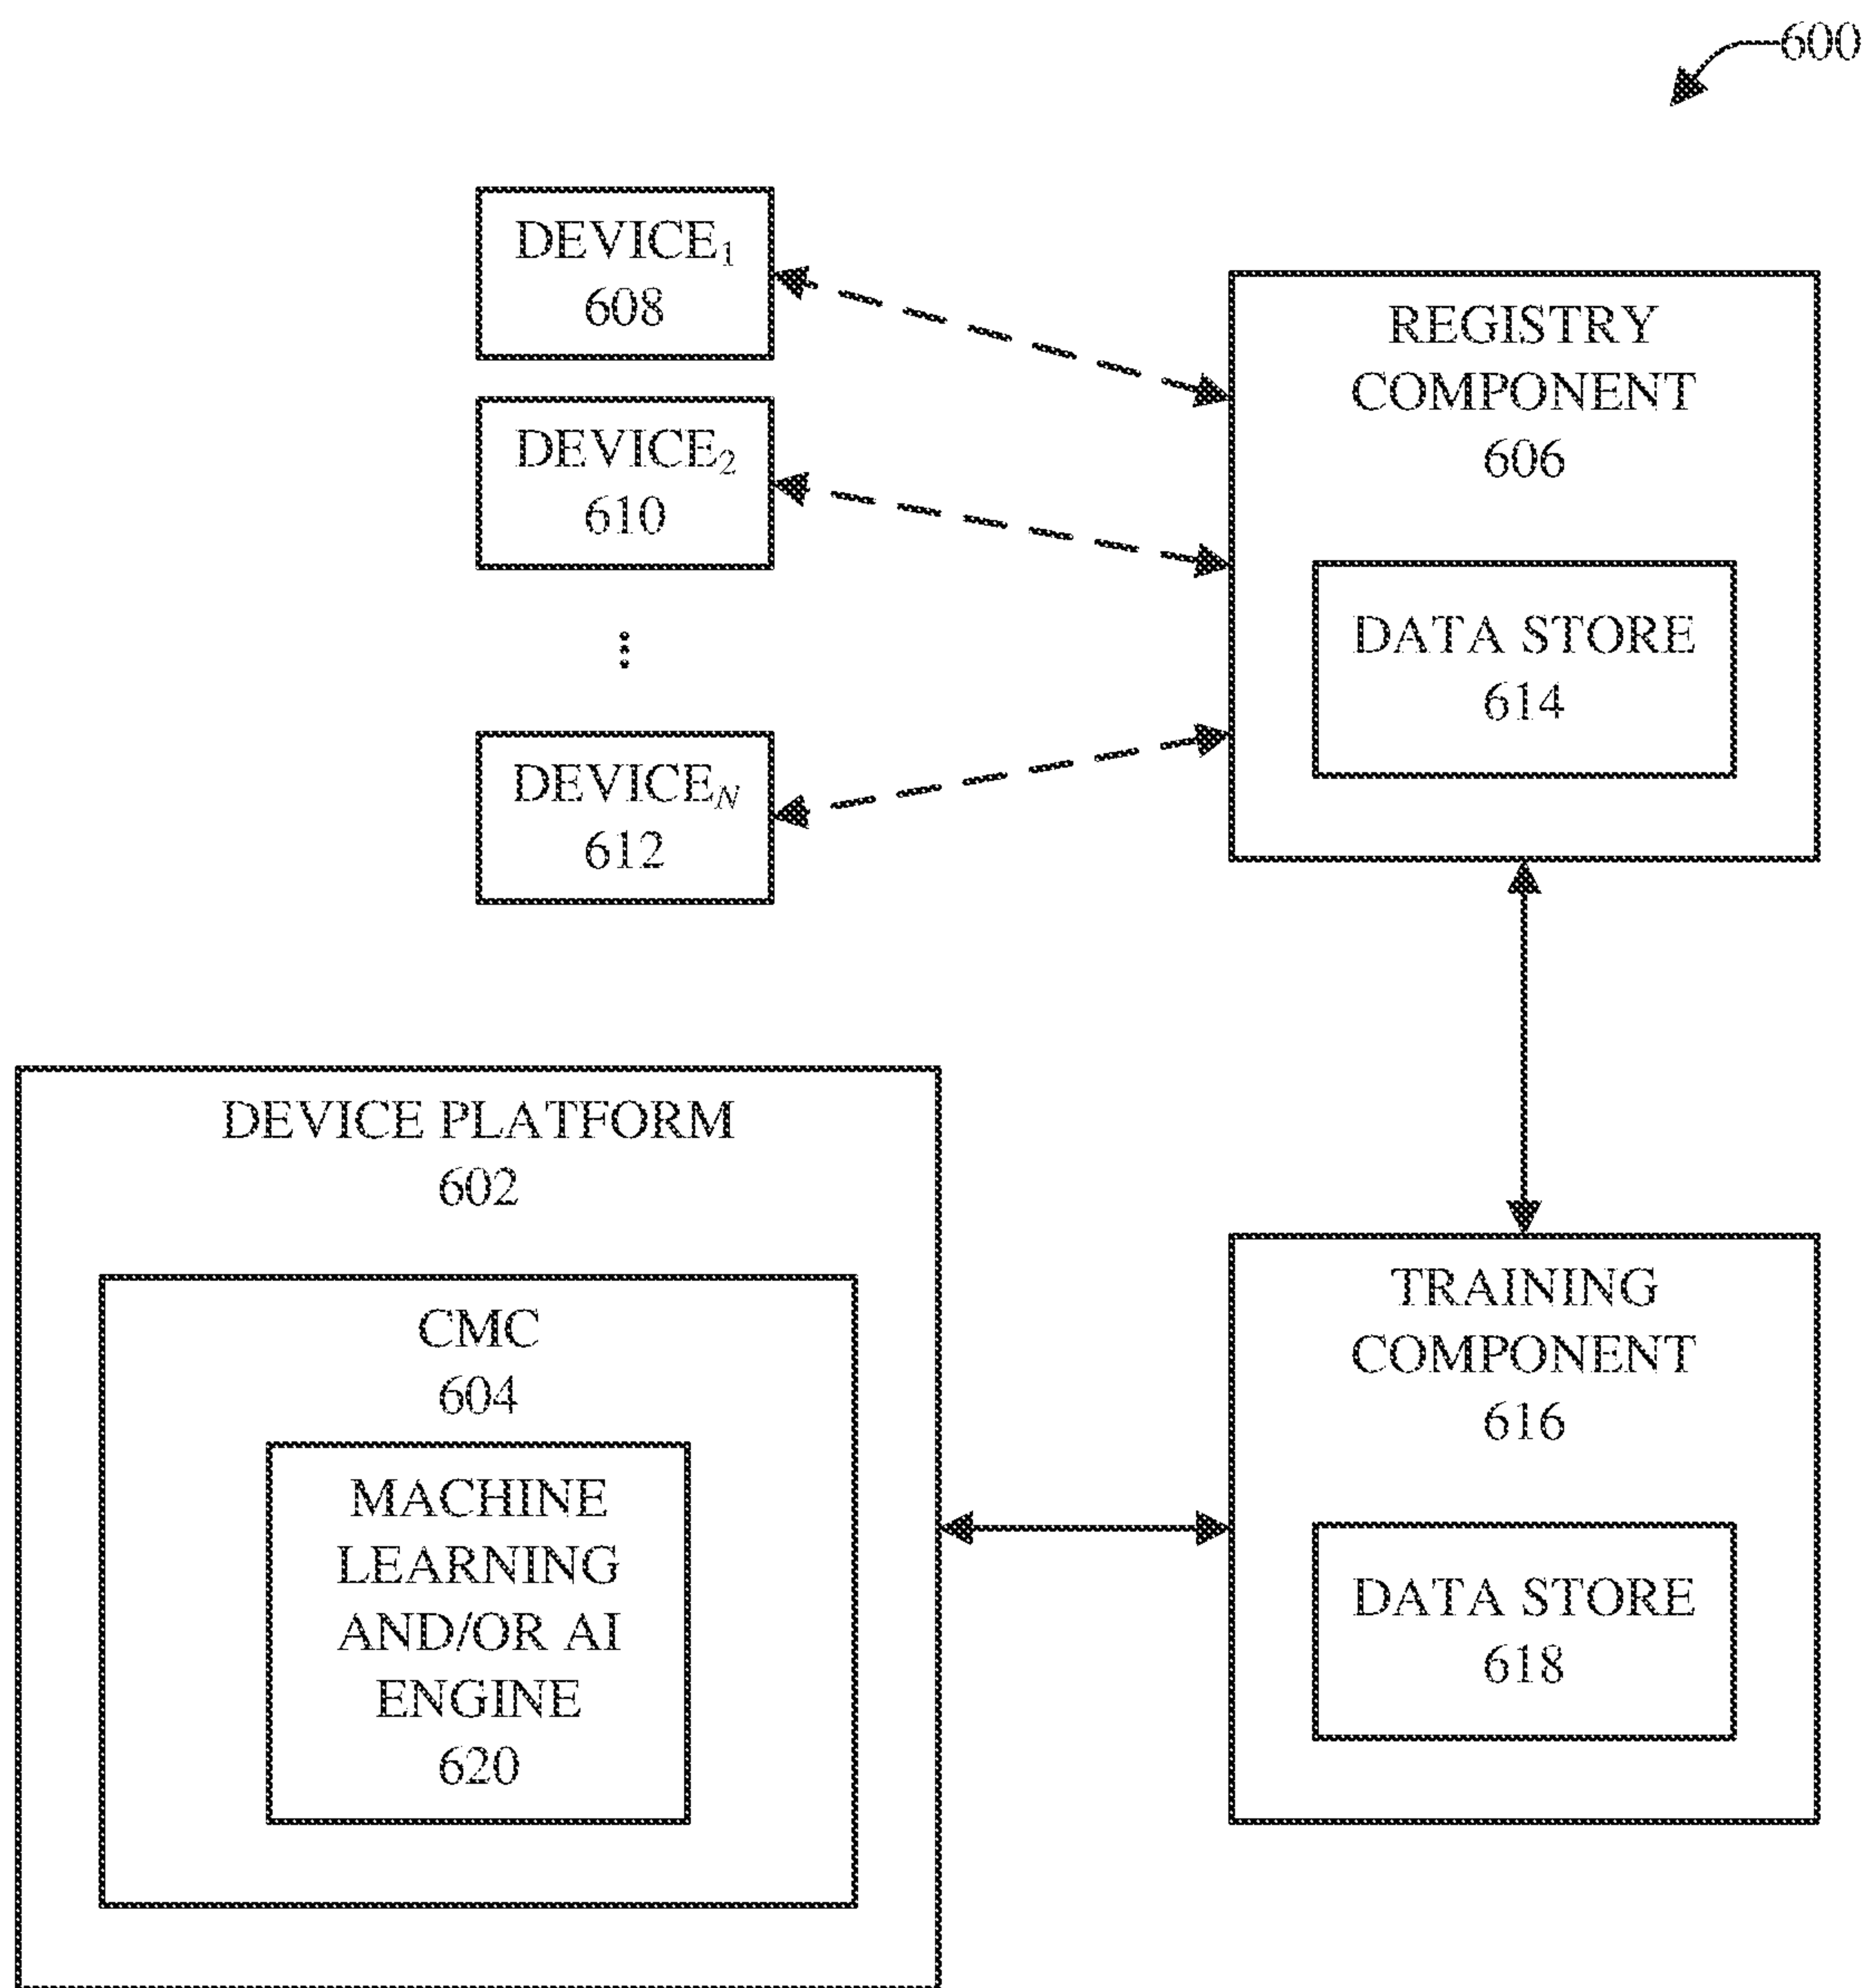 600
DEVICE₁
608
DEVICE₂
610
DEVICE_N
612
REGISTRY
COMPONENT
606
DATA STORE
614
DEVICE PLATFORM
602
CMC
604
MACHINE
LEARNING
AND/OR AI
ENGINE
620
TRAINING
COMPONENT
616
DATA STORE
618